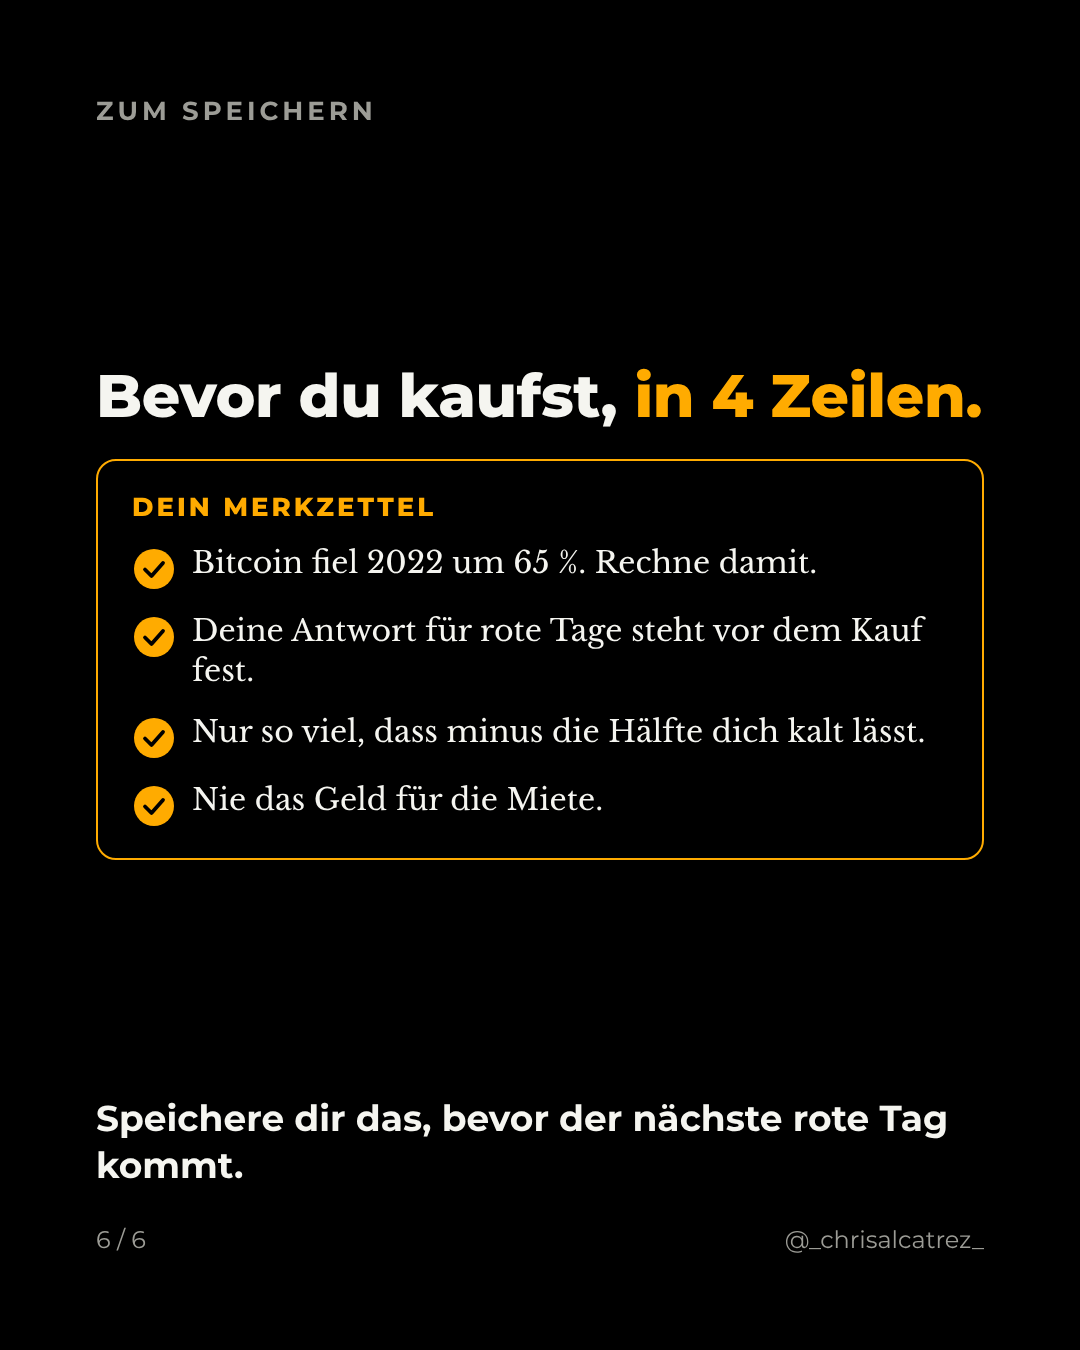 ZUM SPEICHERN
Bevor du kaufst, in 4 Zeilen.
DEIN MERKZETTEL
Bitcoin fiel 2022 um 65 %. Rechne damit.
Deine Antwort für rote Tage steht vor dem Kauf
fest.
Nur so viel, dass minus die Hälfte dich kalt lässt.
Nie das Geld für die Miete.
Speichere dir das, bevor der nächste rote Tag
kommt.
6 / 6
@_chrisalcatrez_